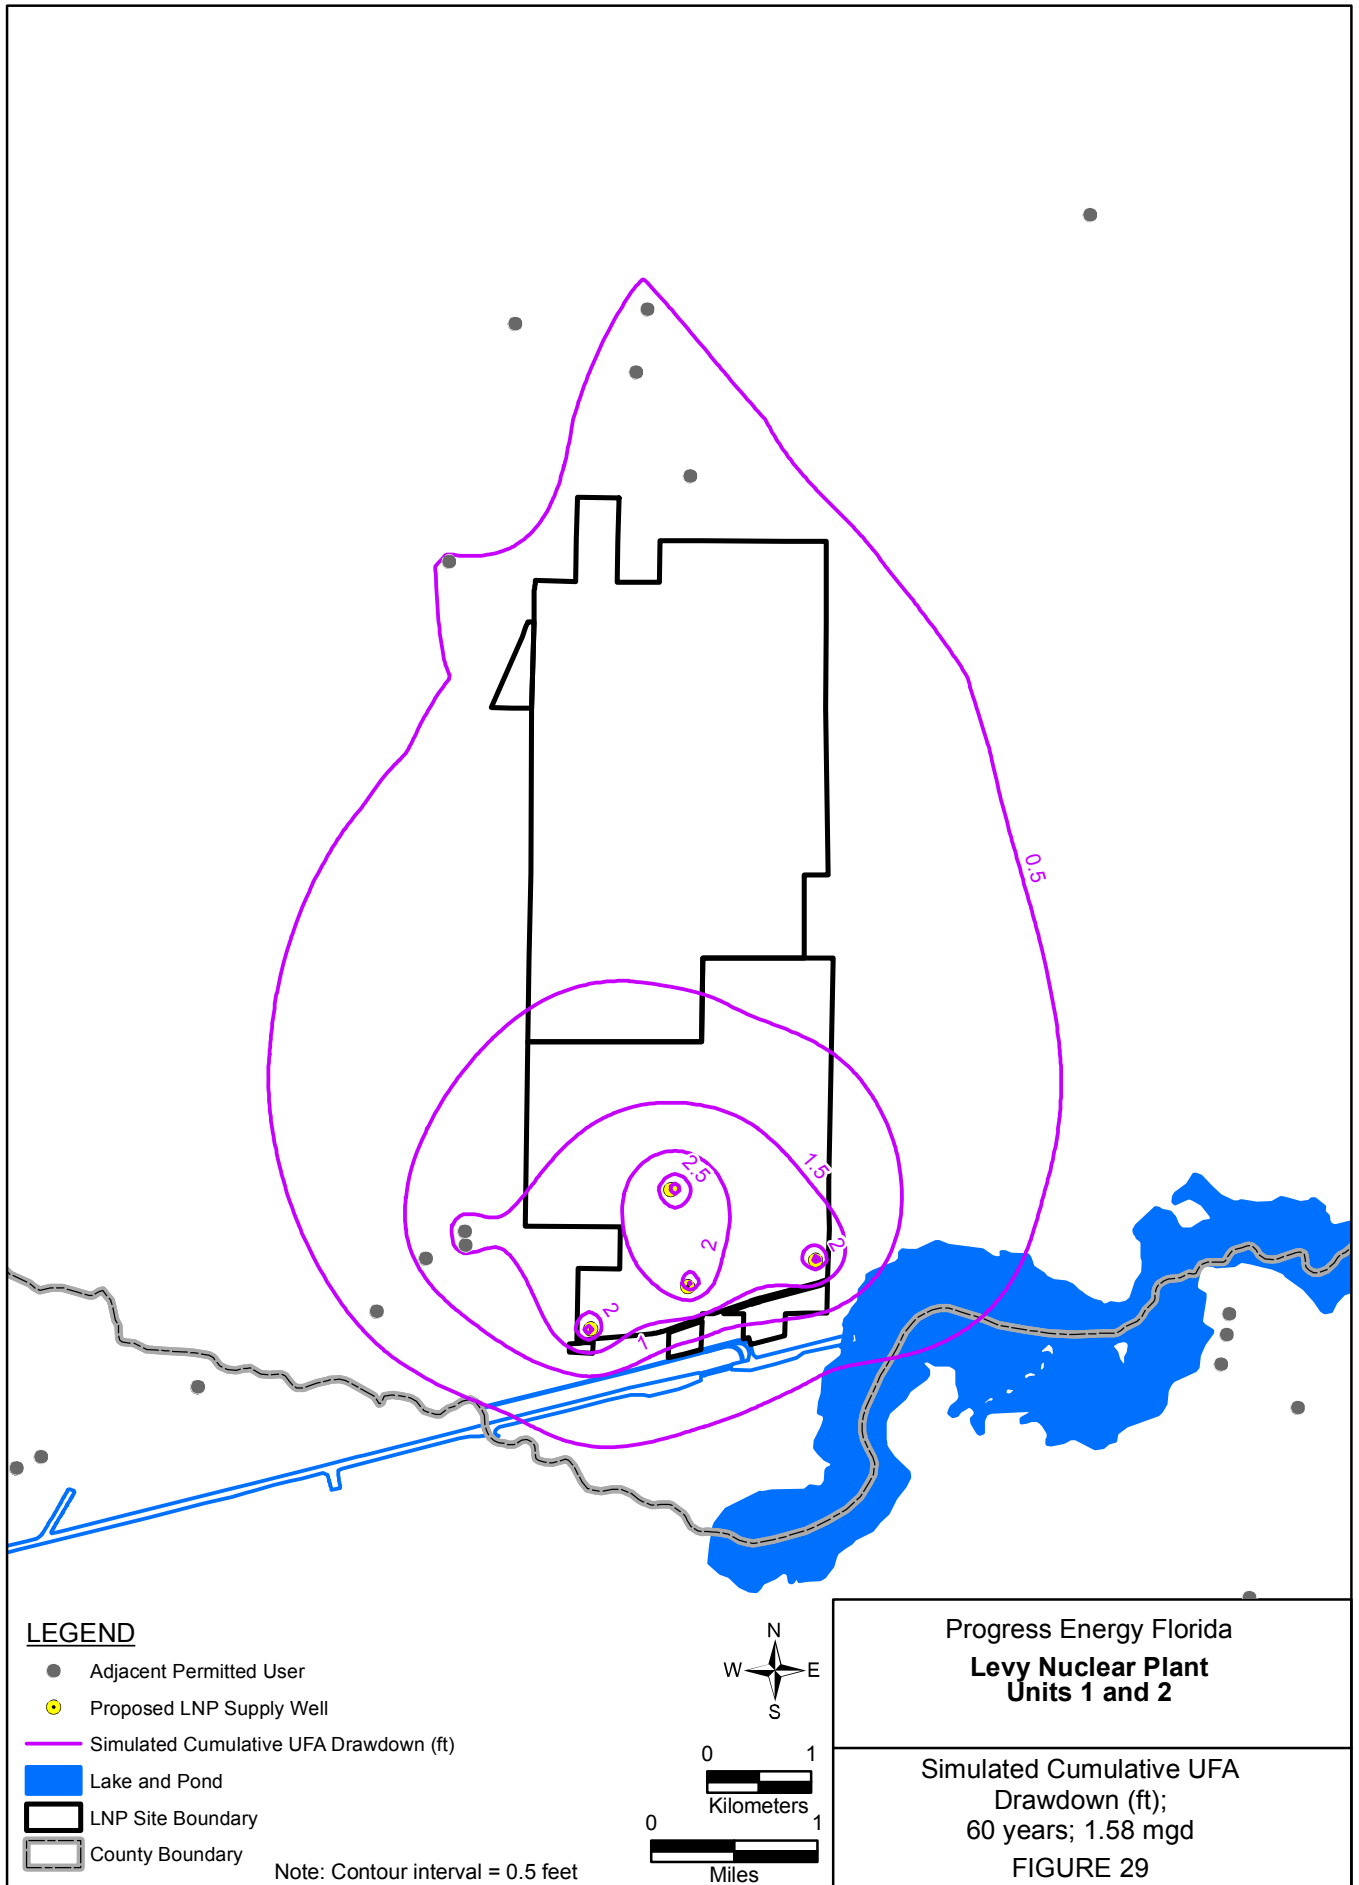 0.5
1.5
2.5
2
2
2
1
LEGEND
Adjacent Permitted User
Proposed LNP Supply Well
Simulated Cumulative UFA Drawdown (ft)
Lake and Pond
LNP Site Boundary
County Boundary
Note: Contour interval = 0.5 feet
N
W E
S
0 1
Kilometers
0 1
Miles
Progress Energy Florida
Levy Nuclear Plant
Units 1 and 2
Simulated Cumulative UFA
Drawdown (ft);
60 years; 1.58 mgd
FIGURE 29